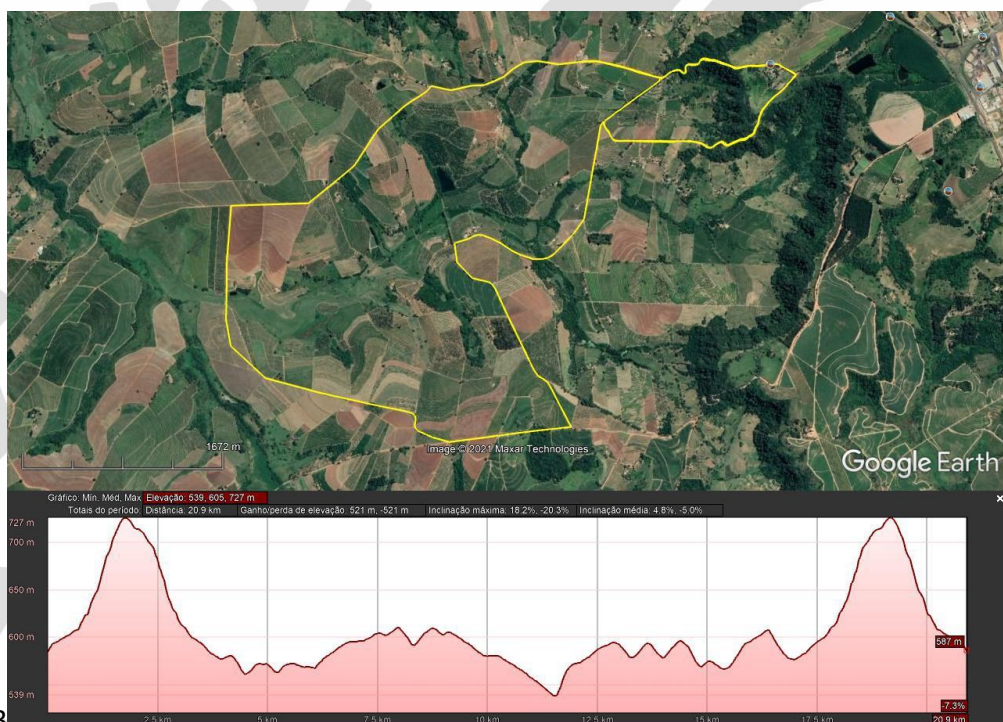 1672 m
Image © 2021 Maxar Technologies
Google Earth
Gráfico: Mín, Méd, Máx Elevação: 539, 605, 727 m
Totais do período: Distância: 20.9 km Ganho/perda de elevação: 521 m, -521 m Inclinação máxima: 18.2%, -20.3% Inclinação média: 4.8%, -5.0%
727 m
700 m
650 m
600 m
587 m
539 m
-7.3%
2.5 km 5 km 7.5 km 10 km 12.5 km 15 km 17.5 km 20.9 km